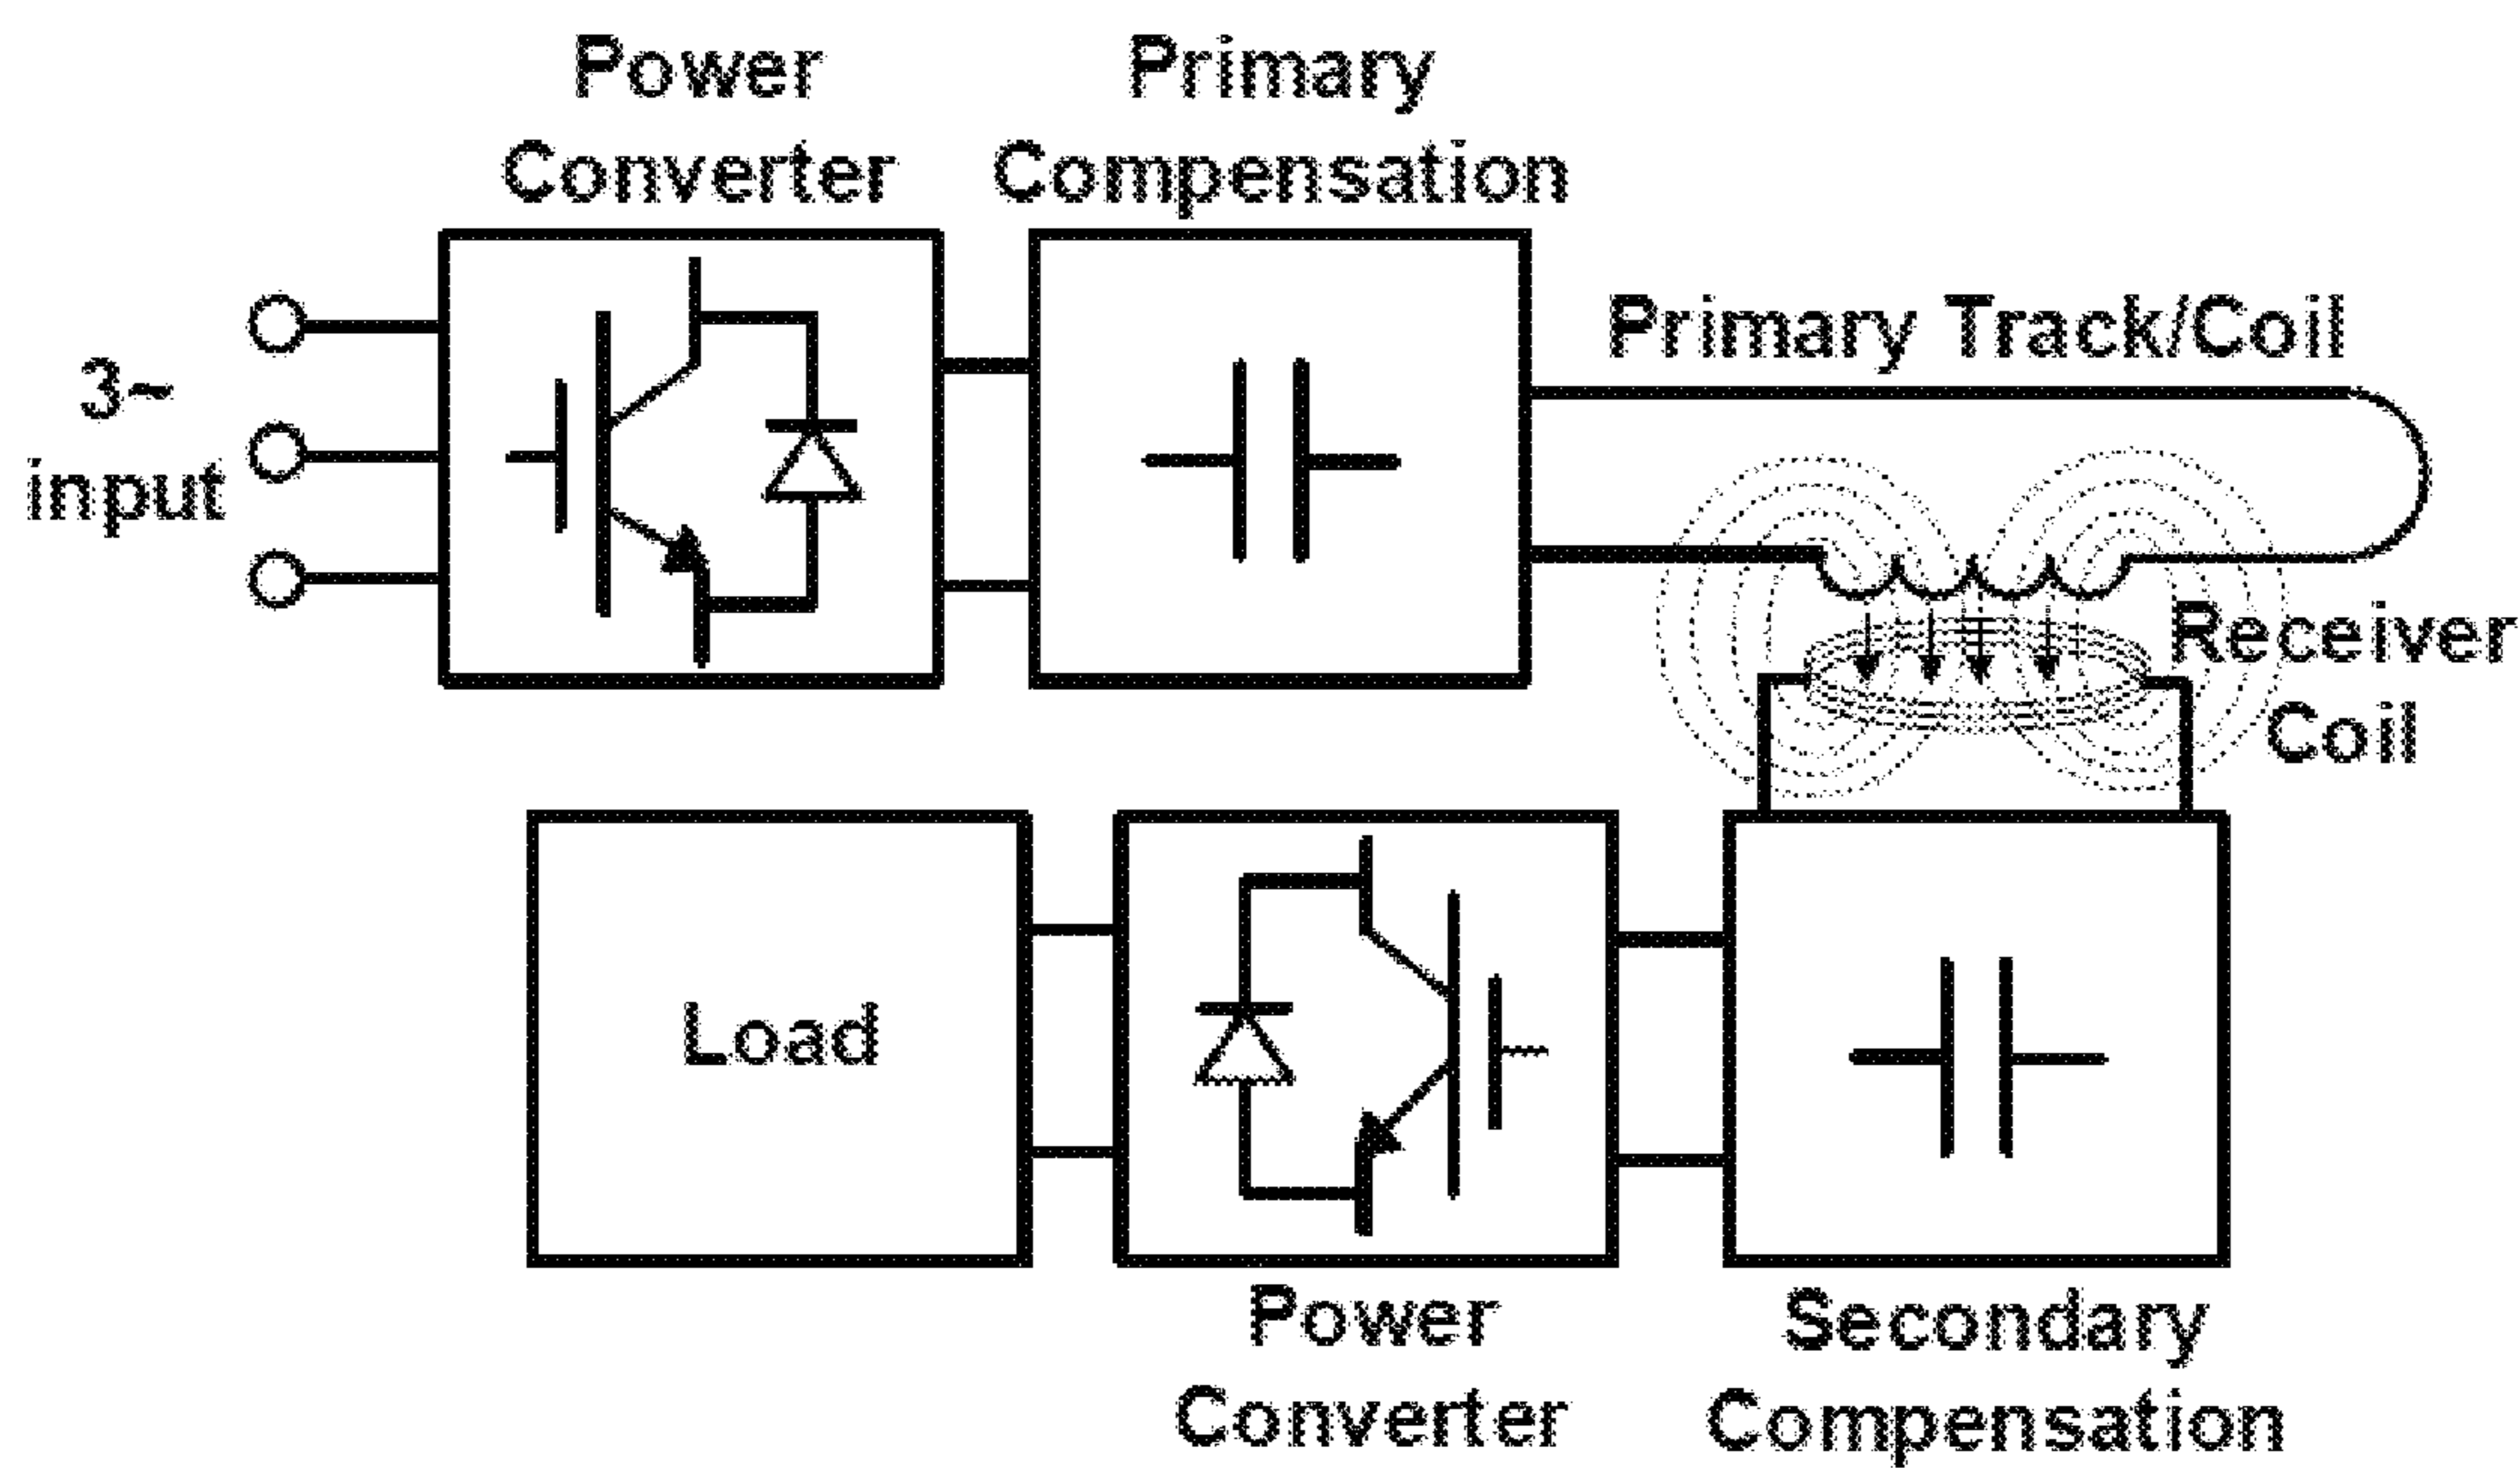 Power
Converter
Primary
Compensation
3~
input
Primary Track/Coil
Receiver
Coil
Load
Power
Converter
Secondary
Compensation